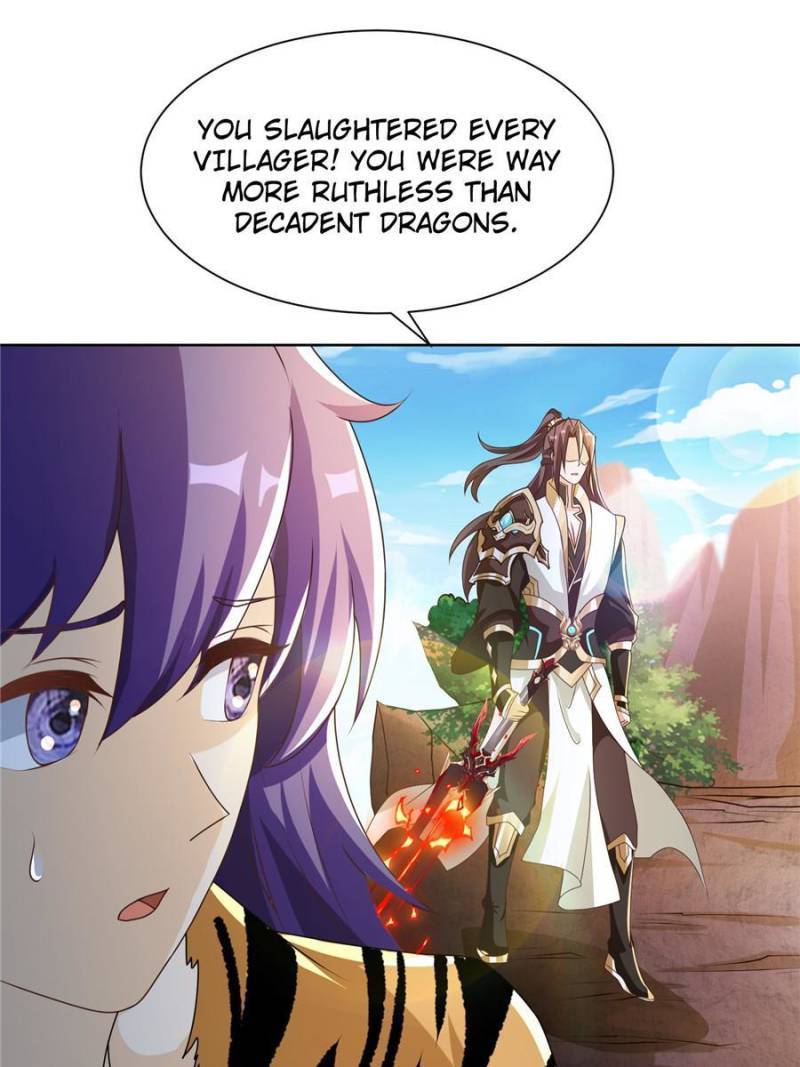 YOU SLAUGHTERED EVERY
VILLAGER! YOU WERE WAY
MORE RUTHLESS THAN
DECADENT DRAGONS.